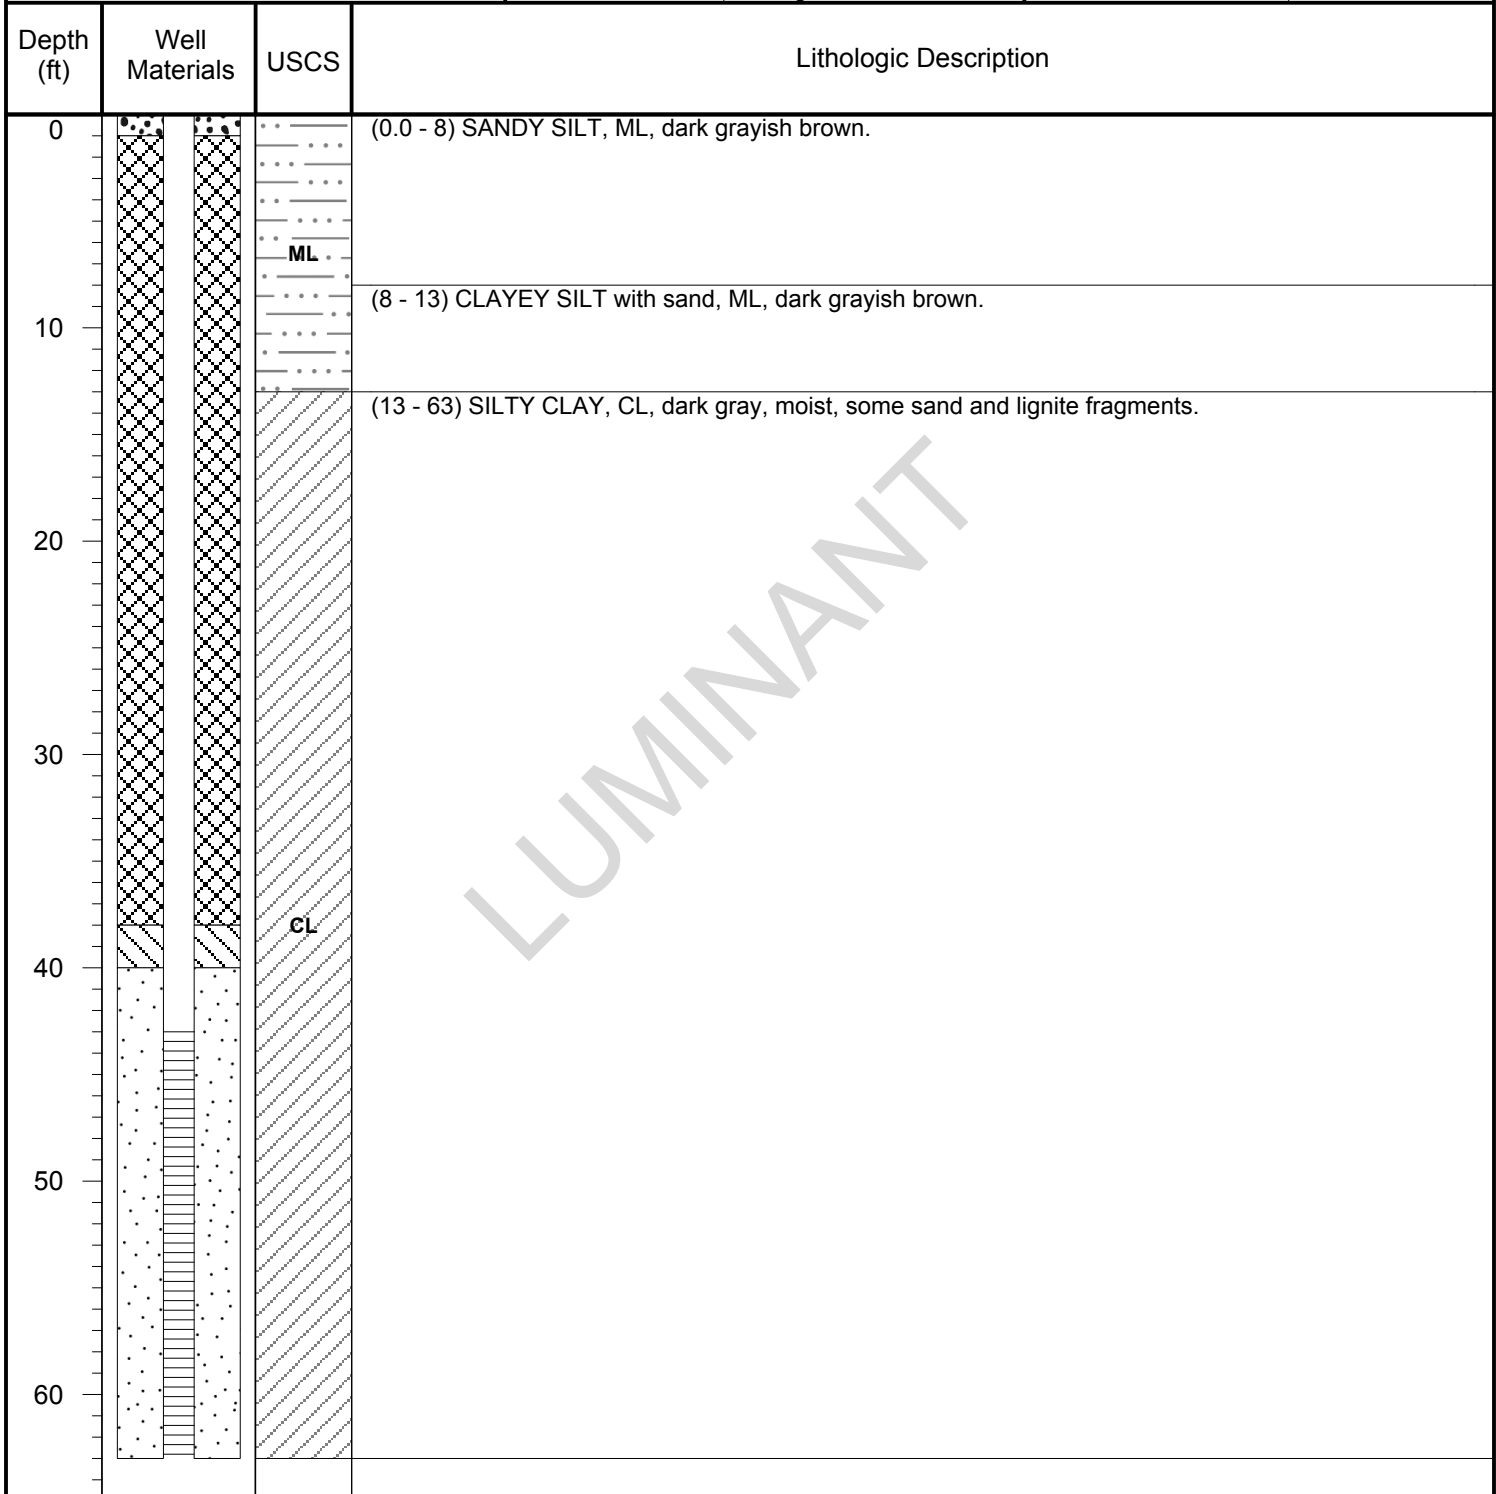 Depth
(ft)
Well
Materials
USCS
Lithologic Description
0
(0.0 - 8) SANDY SILT, ML, dark grayish brown.
ML
(8 - 13) CLAYEY SILT with sand, ML, dark grayish brown.
10
(13 - 63) SILTY CLAY, CL, dark gray, moist, some sand and lignite fragments.
20
LUMINANT
30
CL
40
50
60